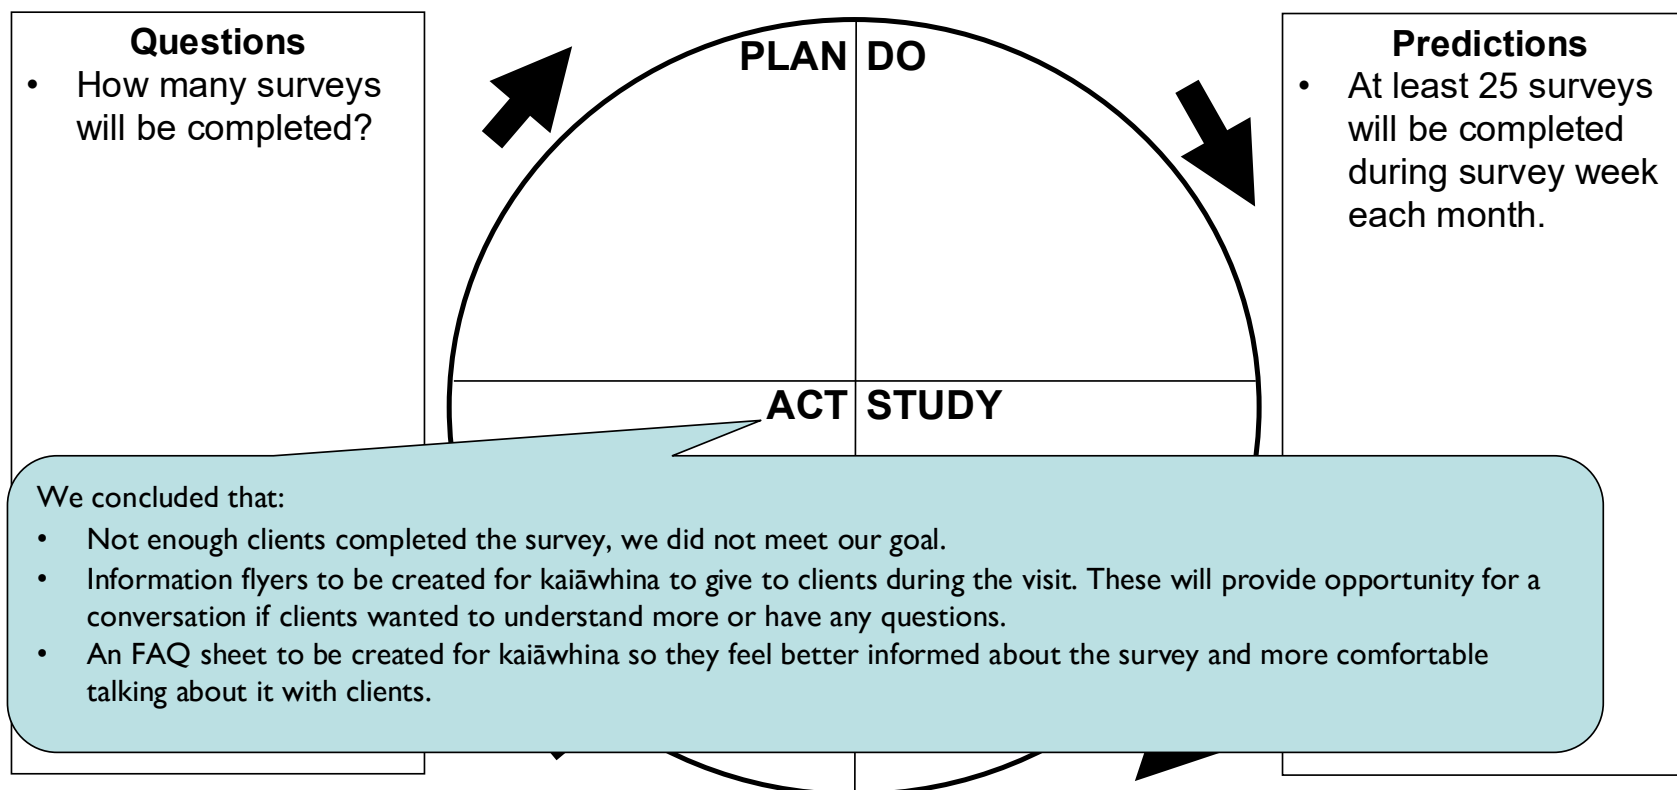 Questions
• How many surveys
will be completed?
PLAN DO
Predictions
• At least 25 surveys
will be completed
during survey week
each month.
ACT STUDY
We concluded that:
• Not enough clients completed the survey, we did not meet our goal.
• Information flyers to be created for kaiāwhina to give to clients during the visit. These will provide opportunity for a
conversation if clients wanted to understand more or have any questions.
• An FAQ sheet to be created for kaiāwhina so they feel better informed about the survey and more comfortable
talking about it with clients.